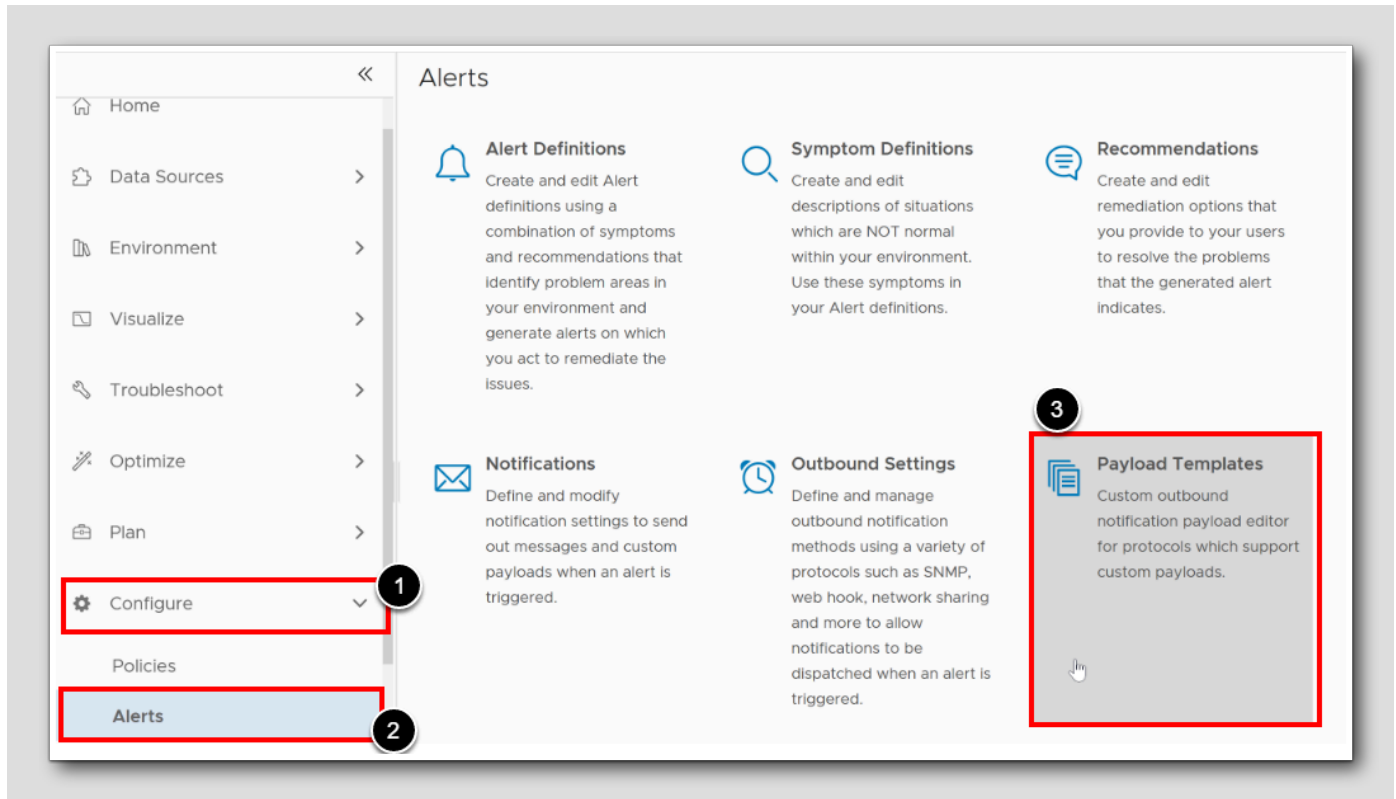 Home
Data Sources
Environment
Visualize
Troubleshoot
Optimize
Plan
1
Configure
Policies
Alerts
2
Alerts
Alert Definitions
Create and edit Alert
definitions using a
combination of symptoms
and recommendations that
identify problem areas in
your environment and
generate alerts on which
you act to remediate the
issues.
Symptom Definitions
Create and edit
descriptions of situations
which are NOT normal
within your environment.
Use these symptoms in
your Alert definitions.
Recommendations
Create and edit
remediation options that
you provide to your users
to resolve the problems
that the generated alert
indicates.
Notifications
Define and modify
notification settings to send
out messages and custom
payloads when an alert is
triggered.
Outbound Settings
Define and manage
outbound notification
methods using a variety of
protocols such as SNMP,
web hook, network sharing
and more to allow
notifications to be
dispatched when an alert is
triggered.
3
Payload Templates
Custom outbound
notification payload editor
for protocols which support
custom payloads.